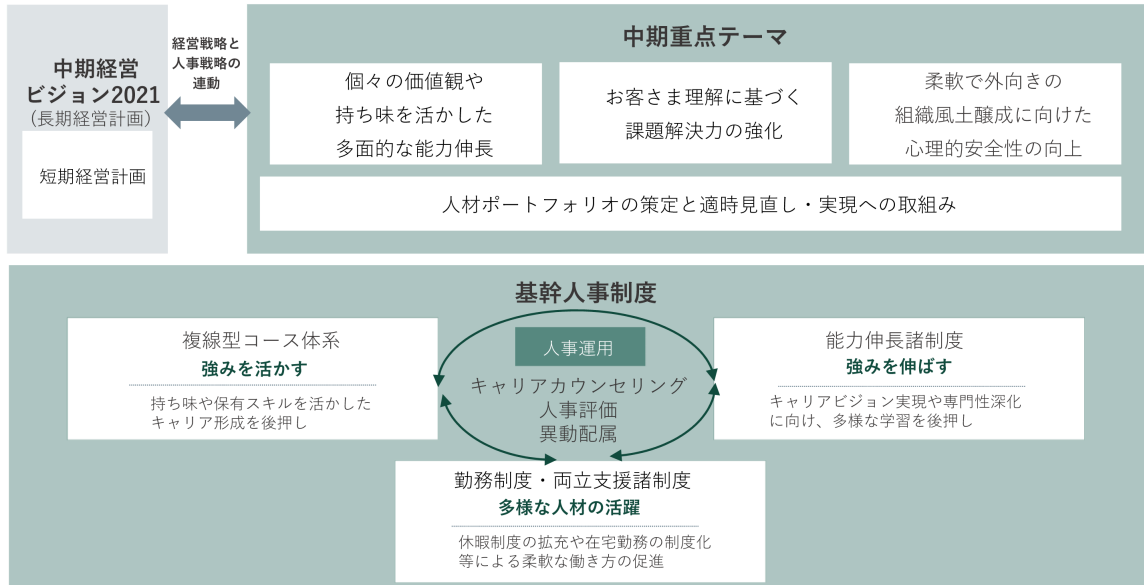 中期経営
ビジョン2021
(長期経営計画)
短期経営計画
経営戦略と
人事戦略の
連動
中期重点テーマ
個々の価値観や
持ち味を活かした
多面的な能力伸長
お客さま理解に基づく
課題解決力の強化
柔軟で外向きの
組織風土醸成に向けた
心理的安全性の向上
人材ポートフォリオの策定と適時見直し・実現への取組み
基幹人事制度
複線型コース体系
強みを活かす
持ち味や保有スキルを活かした
キャリア形成を後押し
人事運用
キャリアカウンセリング
人事評価
異動配属
能力伸長諸制度
強みを伸ばす
キャリアビジョン実現や専門性深化
に向け、多様な学習を後押し
勤務制度・両立支援諸制度
多様な人材の活躍
休暇制度の拡充や在宅勤務の制度化
等による柔軟な働き方の促進